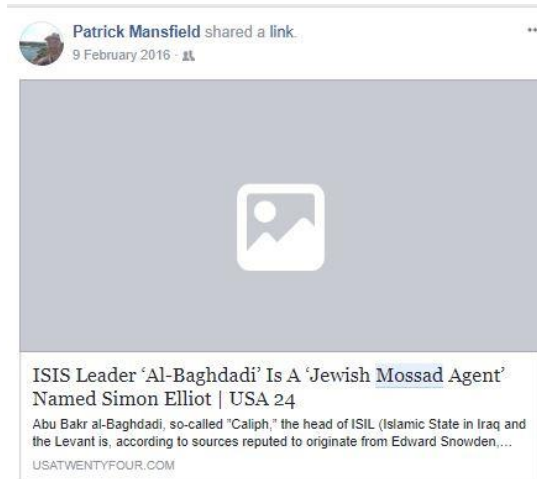 Patrick Mansfield shared a link.
9 February 2016 ·
ISIS Leader ‘Al-Baghdadi’ Is A ‘Jewish Mossad Agent’
Named Simon Elliot | USA 24
Abu Bakr al-Baghdadi, so-called "Caliph," the head of ISIL (Islamic State in Iraq and
the Levant is, according to sources reputed to originate from Edward Snowden,...
USATWENTYFOUR.COM